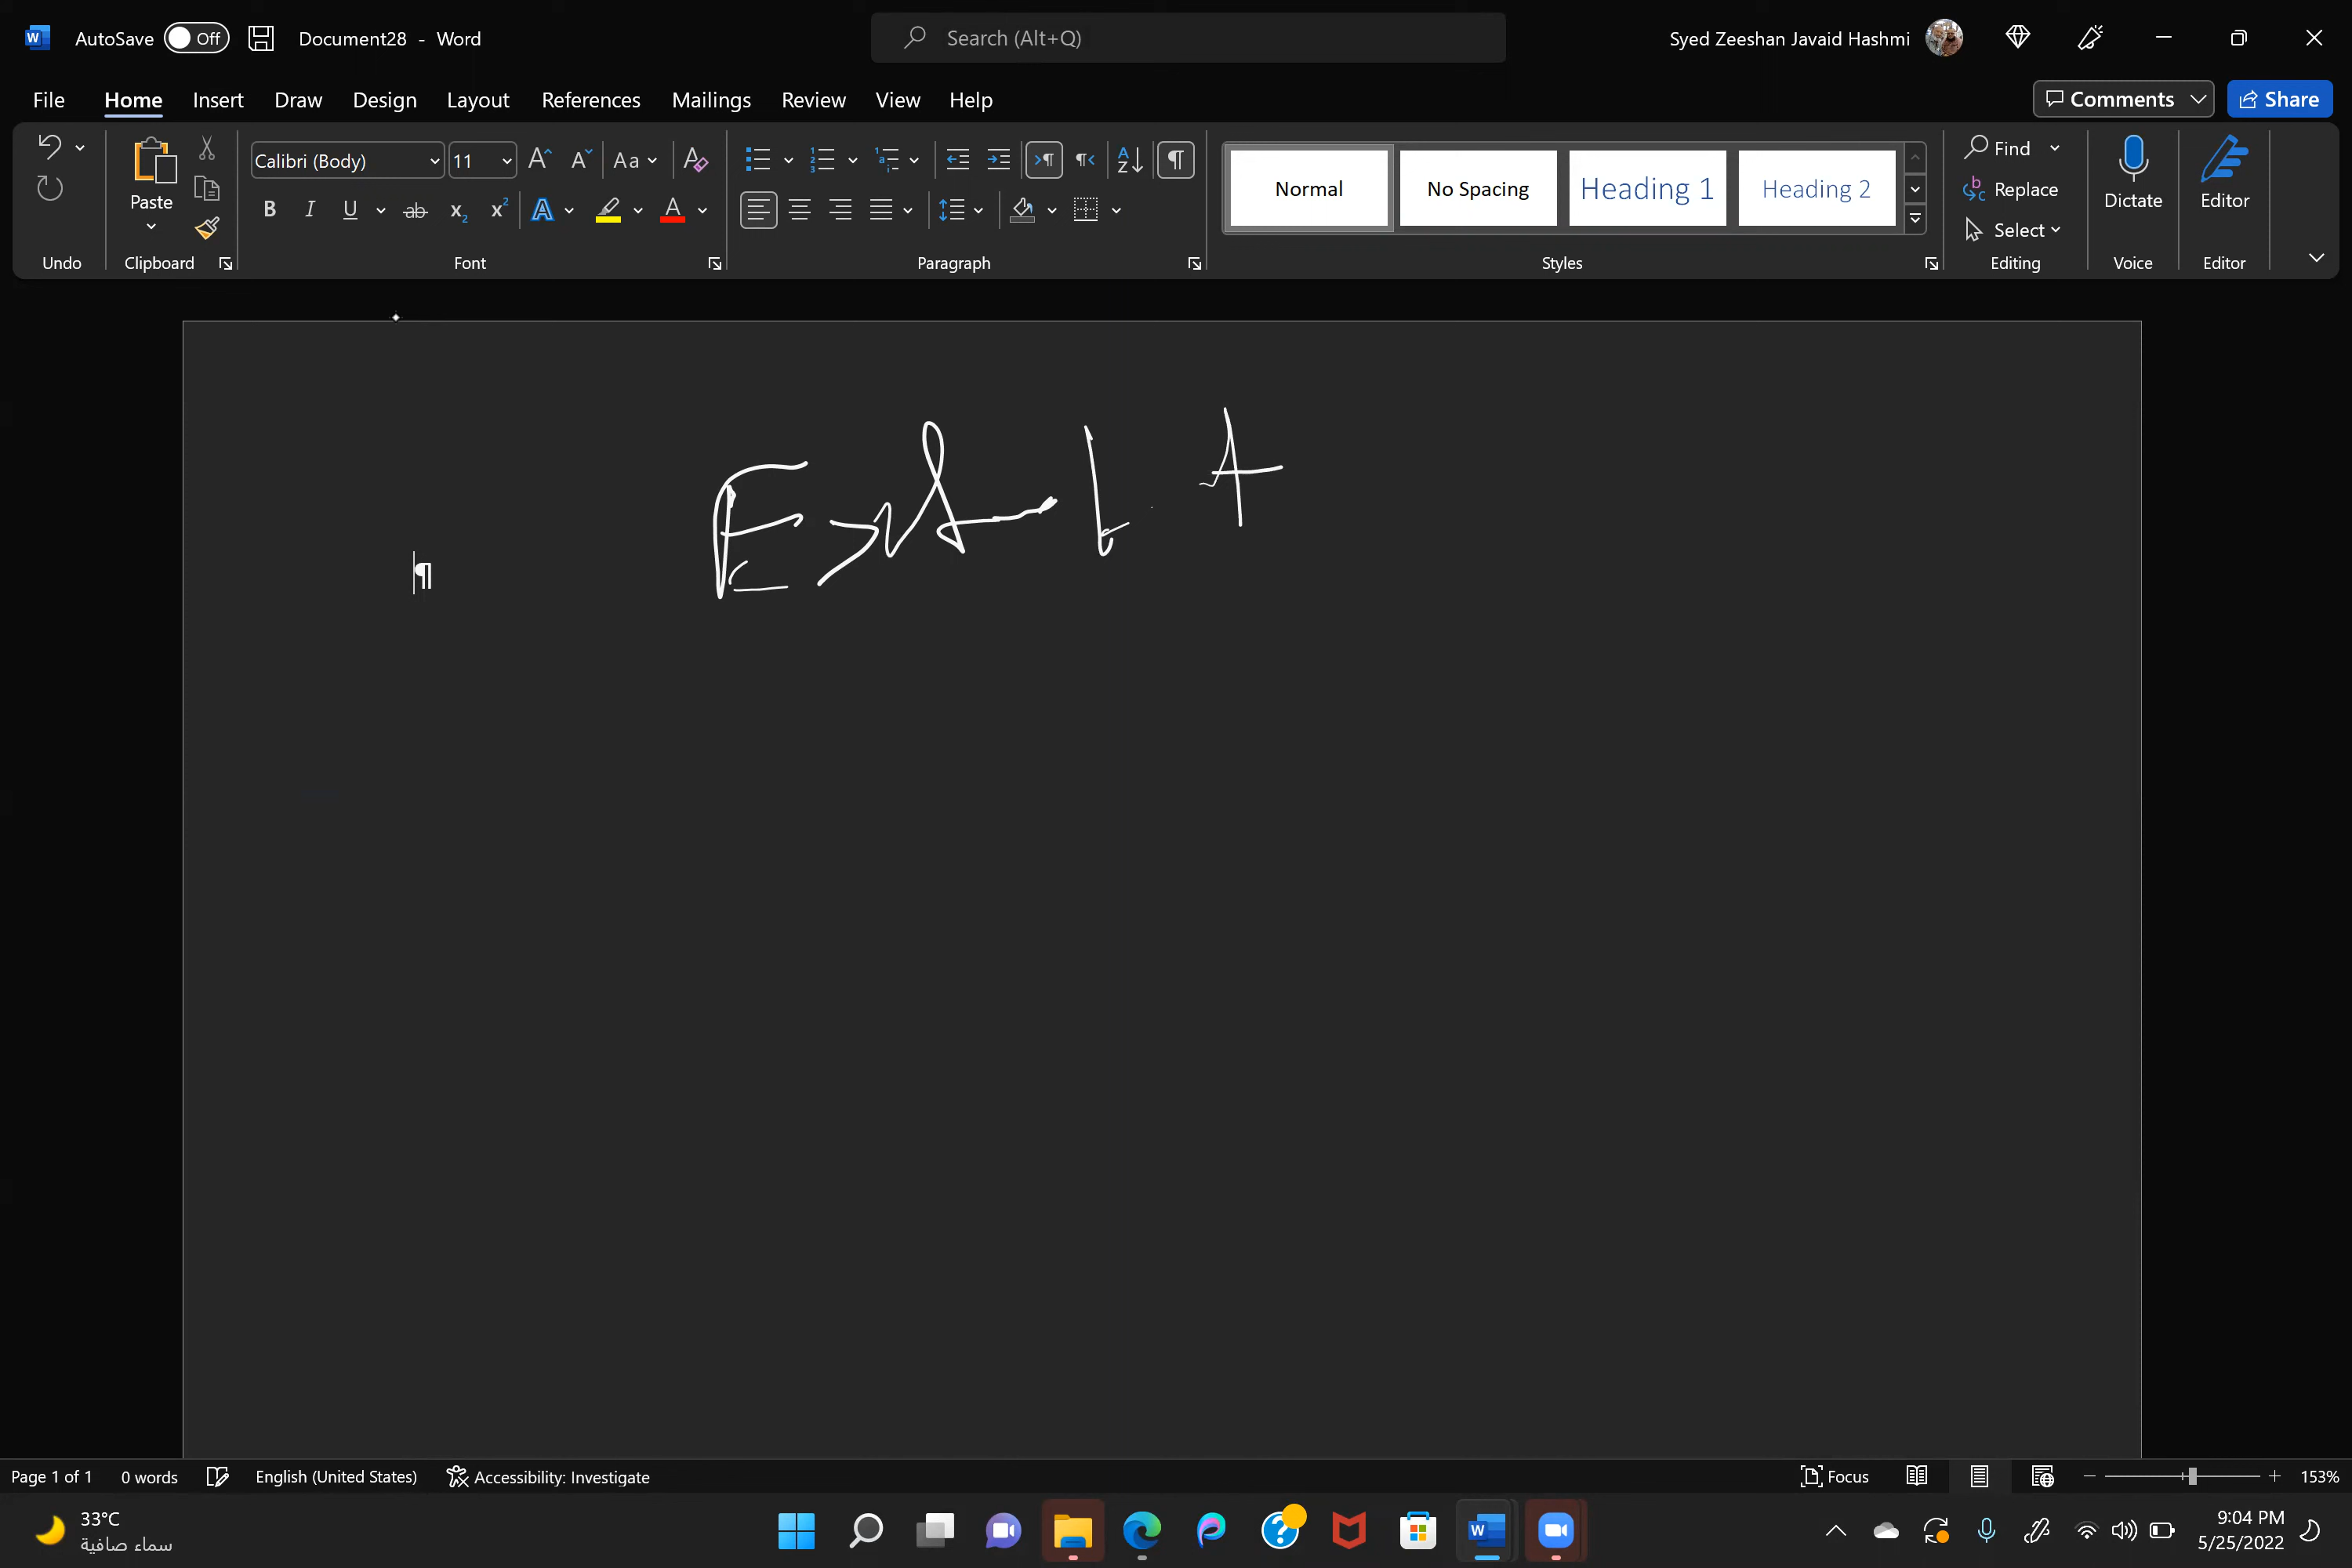 AutoSave Off Document28 - Word Search (Alt+Q) Syed Zeeshan Javaid Hashmi
File Home Insert Draw Design Layout References Mailings Review View Help Comments Share
Paste Calibri (Body) 11 Normal No Spacing Heading 1 Heading 2 Find Replace Select Dictate Editor
Undo Clipboard Font Paragraph Styles Editing Voice Editor
Page 1 of 1 0 words English (United States) Accessibility: Investigate Focus 153%
33°C 9:04 PM
سماء صافية 5/25/2022